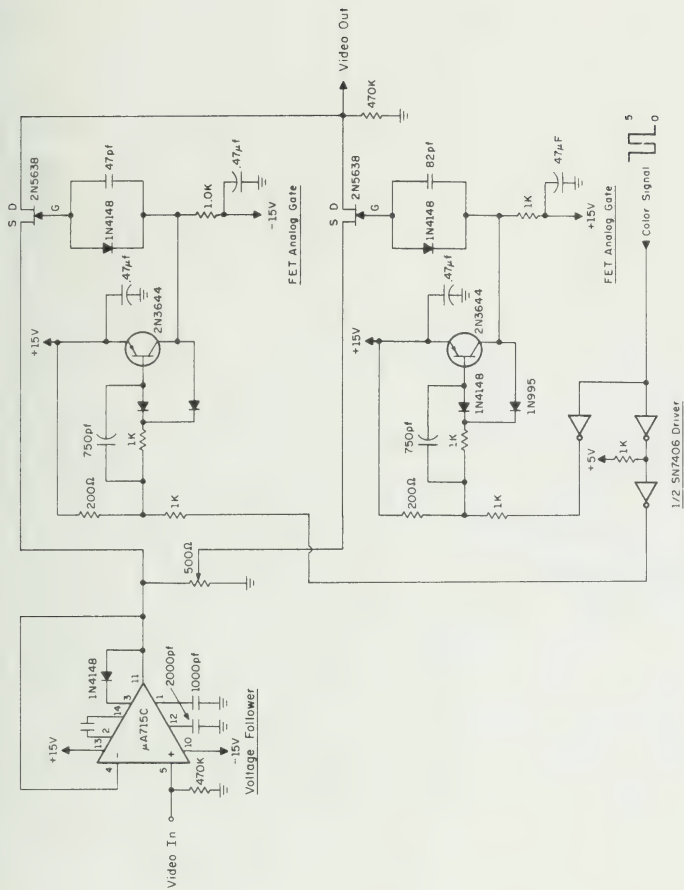 Video In
470K
5
4
+
-
+15V
13
2
14
3
11
μA715C
10
12
1
-15V
2000pf
1000pf
1N4148
Voltage Follower
500Ω
200Ω
1K
750pf
1K
+15V
.47μf
2N3644
1N4148
47pf
1.0K
.47μf
-15V
FET Analog Gate
S D
G
2N5638
200Ω
1K
750pf
1K
1N4148
1N995
+15V
.47μf
2N3644
1N4148
82pf
1K
.47μF
+15V
FET Analog Gate
S D
G
2N5638
Video Out
470K
+5V
1K
1/2 SN7406 Driver
Color Signal
5
0